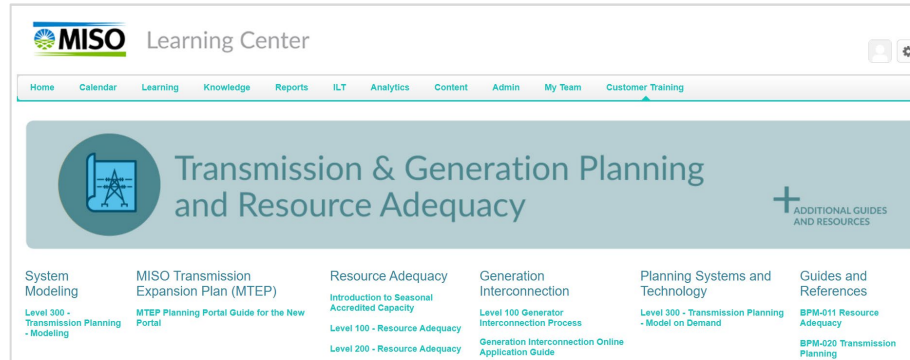 MISO Learning Center
Home Calendar Learning Knowledge Reports ILT Analytics Content Admin My Team Customer Training
Transmission & Generation Planning
and Resource Adequacy
+ ADDITIONAL GUIDES
AND RESOURCES
System
Modeling
Level 300 -
Transmission Planning
- Modeling
MISO Transmission
Expansion Plan (MTEP)
MTEP Planning Portal Guide for the New
Portal
Resource Adequacy
Introduction to Seasonal
Accredited Capacity
Level 100 - Resource Adequacy
Level 200 - Resource Adequacy
Generation
Interconnection
Level 100 Generator
Interconnection Process
Generation Interconnection Online
Application Guide
Planning Systems and
Technology
Level 300 - Transmission Planning
- Model on Demand
Guides and
References
BPM-011 Resource
Adequacy
BPM-020 Transmission
Planning